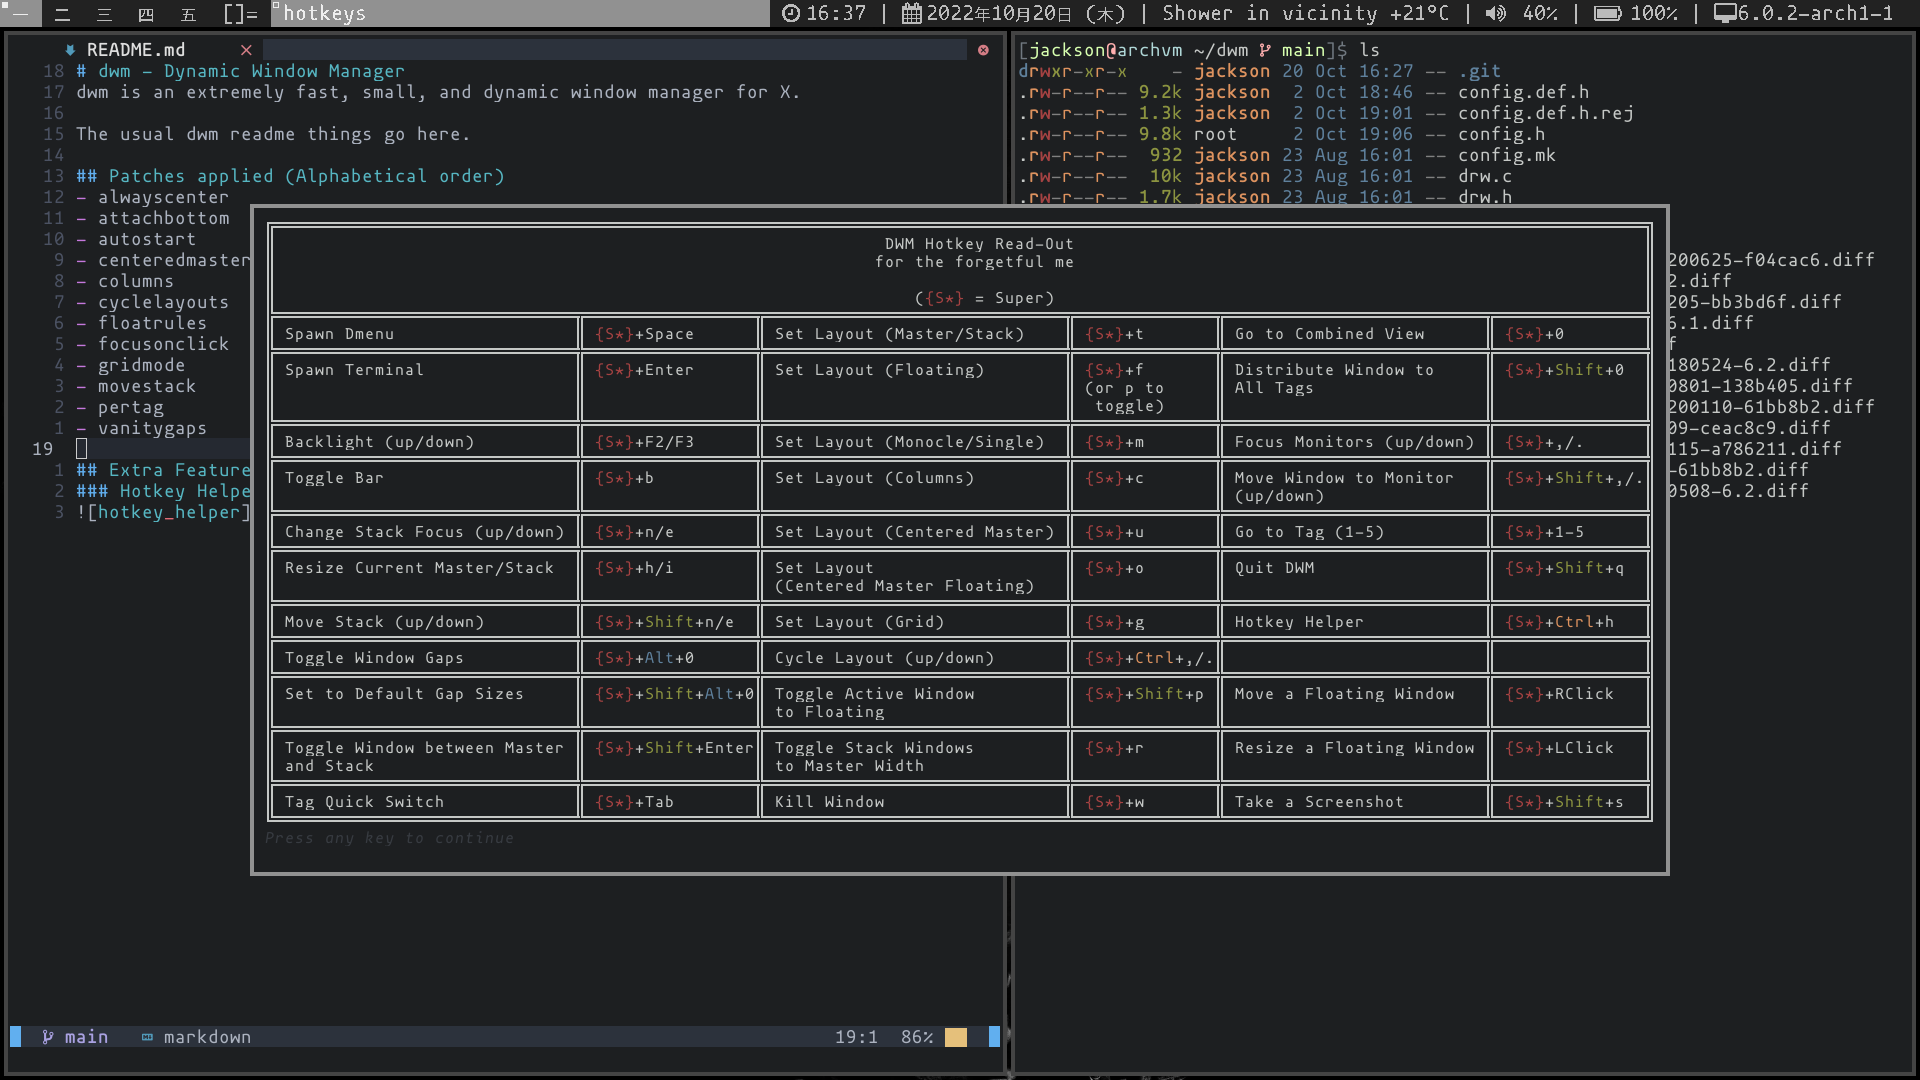 一 二 三 四 五 []= hotkeys 16:37 | 2022年10月20日 (木) | Shower in vicinity +21°C | 40% | 100% | 6.0.2-arch1-1
README.md
18 # dwm - Dynamic Window Manager
17 dwm is an extremely fast, small, and dynamic window manager for X.
16
15 The usual dwm readme things go here.
14
13 ## Patches applied (Alphabetical order)
12 - alwayscenter
11 - attachbottom
10 - autostart
9 - centeredmaster
8 - columns
7 - cyclelayouts
6 - floatrules
5 - focusonclick
4 - gridmode
3 - movestack
2 - pertag
1 - vanitygaps
19
1 ## Extra Feature
2 ### Hotkey Helpe
3 ![hotkey_helper]
main markdown 19:1 86%
[jackson@archvm ~/dwm main]$ ls
drwxr-xr-x - jackson 20 Oct 16:27 -- .git
.rw-r--r-- 9.2k jackson 2 Oct 18:46 -- config.def.h
.rw-r--r-- 1.3k jackson 2 Oct 19:01 -- config.def.h.rej
.rw-r--r-- 9.8k root 2 Oct 19:06 -- config.h
.rw-r--r-- 932 jackson 23 Aug 16:01 -- config.mk
.rw-r--r-- 10k jackson 23 Aug 16:01 -- drw.c
.rw-r--r-- 1.7k jackson 23 Aug 16:01 -- drw.h
200625-f04cac6.diff
2.diff
205-bb3bd6f.diff
6.1.diff
f
180524-6.2.diff
0801-138b405.diff
200110-61bb8b2.diff
09-ceac8c9.diff
115-a786211.diff
-61bb8b2.diff
0508-6.2.diff
DWM Hotkey Read-Out
for the forgetful me
({S*} = Super)
Spawn Dmenu {S*}+Space Set Layout (Master/Stack) {S*}+t Go to Combined View {S*}+0
Spawn Terminal {S*}+Enter Set Layout (Floating) {S*}+f Distribute Window to {S*}+Shift+0
(or p to All Tags
toggle)
Backlight (up/down) {S*}+F2/F3 Set Layout (Monocle/Single) {S*}+m Focus Monitors (up/down) {S*}+,/.
Toggle Bar {S*}+b Set Layout (Columns) {S*}+c Move Window to Monitor {S*}+Shift+,/.
(up/down)
Change Stack Focus (up/down) {S*}+n/e Set Layout (Centered Master) {S*}+u Go to Tag (1-5) {S*}+1-5
Resize Current Master/Stack {S*}+h/i Set Layout {S*}+o Quit DWM {S*}+Shift+q
(Centered Master Floating)
Move Stack (up/down) {S*}+Shift+n/e Set Layout (Grid) {S*}+g Hotkey Helper {S*}+Ctrl+h
Toggle Window Gaps {S*}+Alt+0 Cycle Layout (up/down) {S*}+Ctrl+,/.
Set to Default Gap Sizes {S*}+Shift+Alt+0 Toggle Active Window {S*}+Shift+p Move a Floating Window {S*}+RClick
to Floating
Toggle Window between Master {S*}+Shift+Enter Toggle Stack Windows {S*}+r Resize a Floating Window {S*}+LClick
and Stack to Master Width
Tag Quick Switch {S*}+Tab Kill Window {S*}+w Take a Screenshot {S*}+Shift+s
Press any key to continue